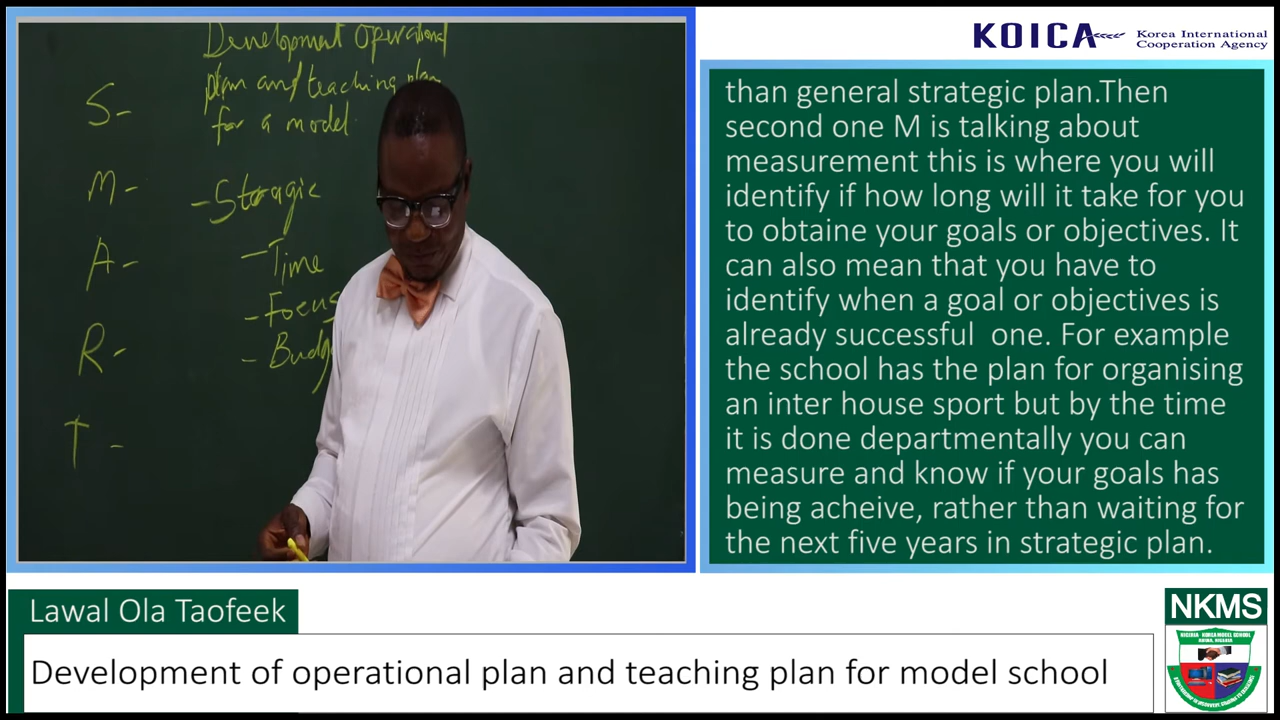 Development Operational
plan and teaching plan
for a model
S-
M-
A-
R-
T-
- Stragic
- Time
- Focus
- Budg
KOICA
Korea International
Cooperation Agency
than general strategic plan.Then
second one M is talking about
measurement this is where you will
identify if how long will it take for you
to obtaine your goals or objectives. It
can also mean that you have to
identify when a goal or objectives is
already successful one. For example
the school has the plan for organising
an inter house sport but by the time
it is done departmentally you can
measure and know if your goals has
being acheive, rather than waiting for
the next five years in strategic plan.
Lawal Ola Taofeek
Development of operational plan and teaching plan for model school
NKMS
NIGERIA KOREA MODEL SCHOOL